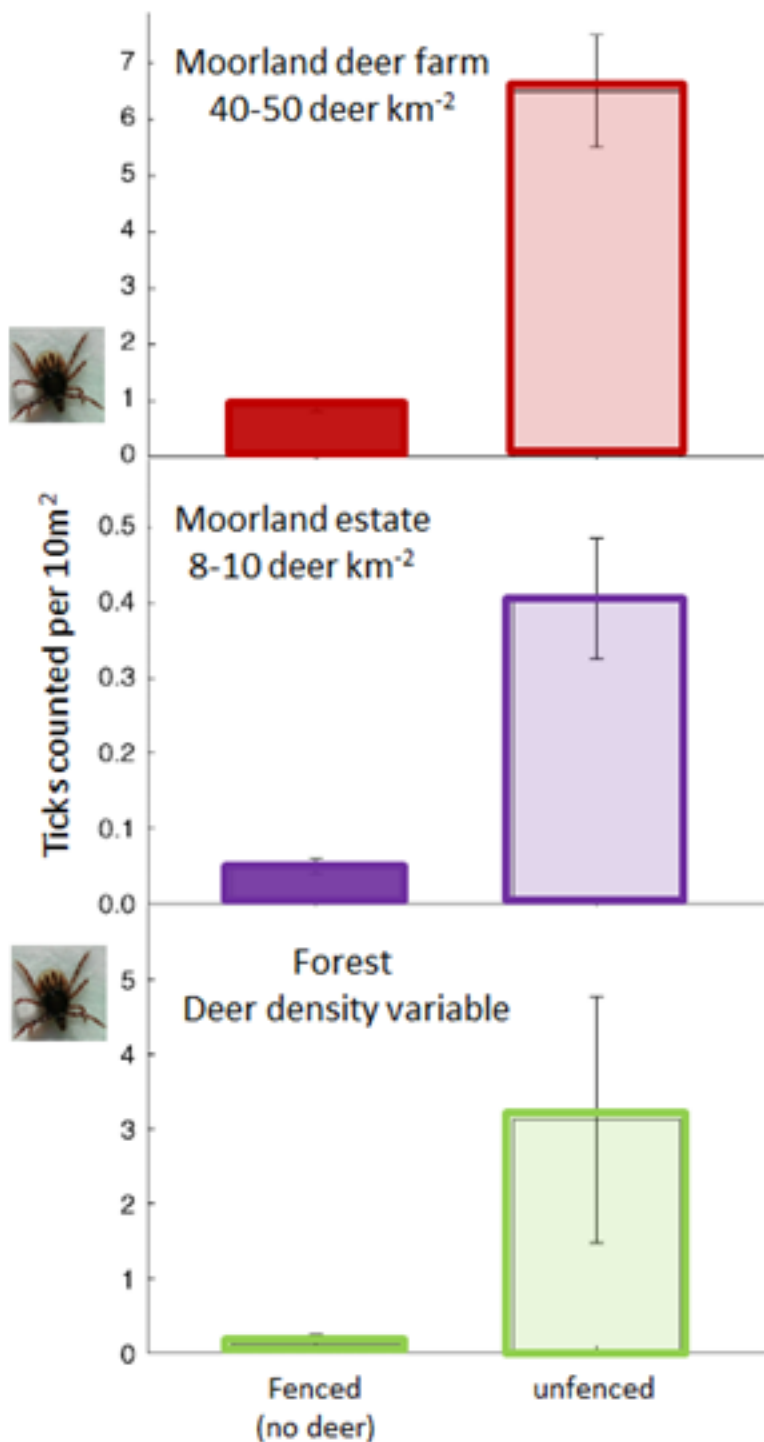 Moorland deer farm
40-50 deer km⁻²
7
6
5
4
3
2
1
0
Ticks counted per 10m²
Moorland estate
8-10 deer km⁻²
0.5
0.4
0.3
0.2
0.1
0.0
Forest
Deer density variable
5
4
3
2
1
0
Fenced
(no deer)
unfenced